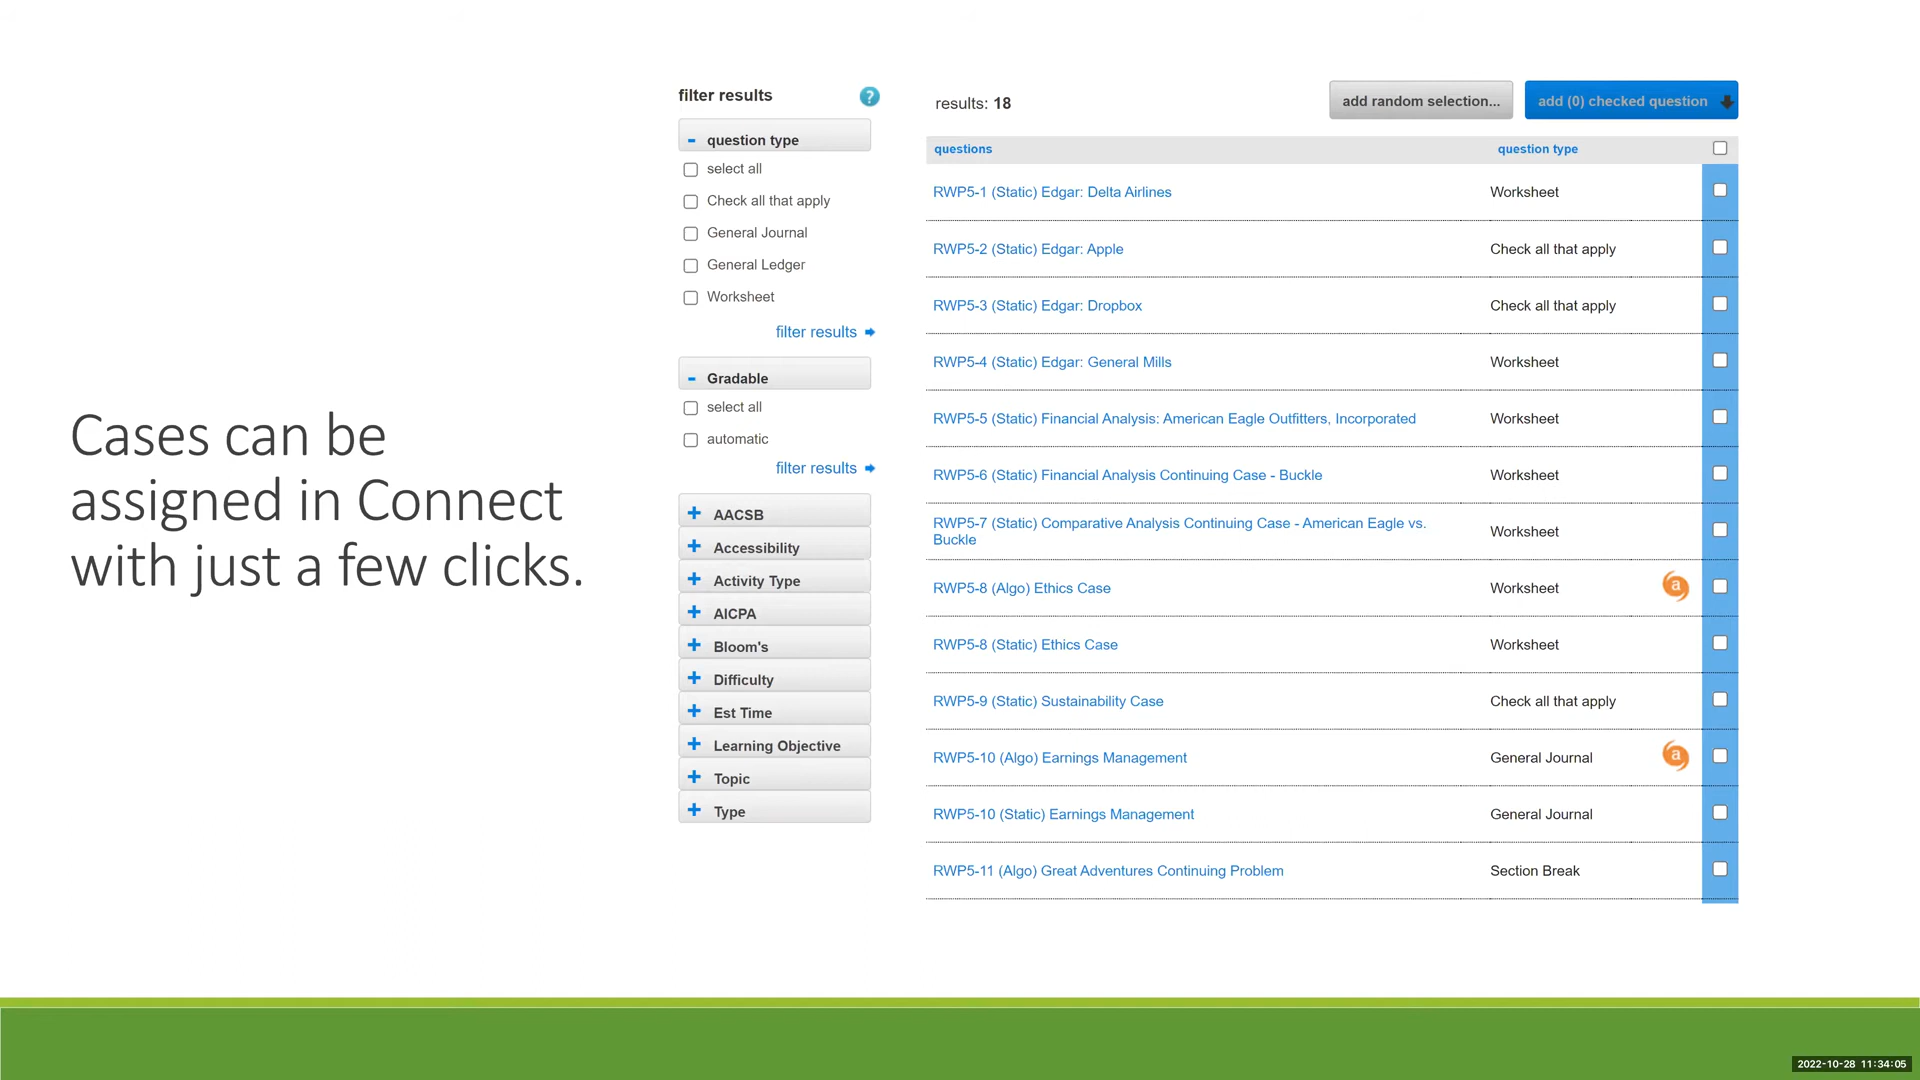 Cases can be
assigned in Connect
with just a few clicks.
filter results
?
- question type
select all
Check all that apply
General Journal
General Ledger
Worksheet
filter results
- Gradable
select all
automatic
filter results
+ AACSB
+ Accessibility
+ Activity Type
+ AICPA
+ Bloom's
+ Difficulty
+ Est Time
+ Learning Objective
+ Topic
+ Type
results: 18
add random selection...
add (0) checked question
questions question type
RWP5-1 (Static) Edgar: Delta Airlines Worksheet
RWP5-2 (Static) Edgar: Apple Check all that apply
RWP5-3 (Static) Edgar: Dropbox Check all that apply
RWP5-4 (Static) Edgar: General Mills Worksheet
RWP5-5 (Static) Financial Analysis: American Eagle Outfitters, Incorporated Worksheet
RWP5-6 (Static) Financial Analysis Continuing Case - Buckle Worksheet
RWP5-7 (Static) Comparative Analysis Continuing Case - American Eagle vs.
Buckle Worksheet
RWP5-8 (Algo) Ethics Case Worksheet a
RWP5-8 (Static) Ethics Case Worksheet
RWP5-9 (Static) Sustainability Case Check all that apply
RWP5-10 (Algo) Earnings Management General Journal a
RWP5-10 (Static) Earnings Management General Journal
RWP5-11 (Algo) Great Adventures Continuing Problem Section Break
2022-10-28 11:34:05